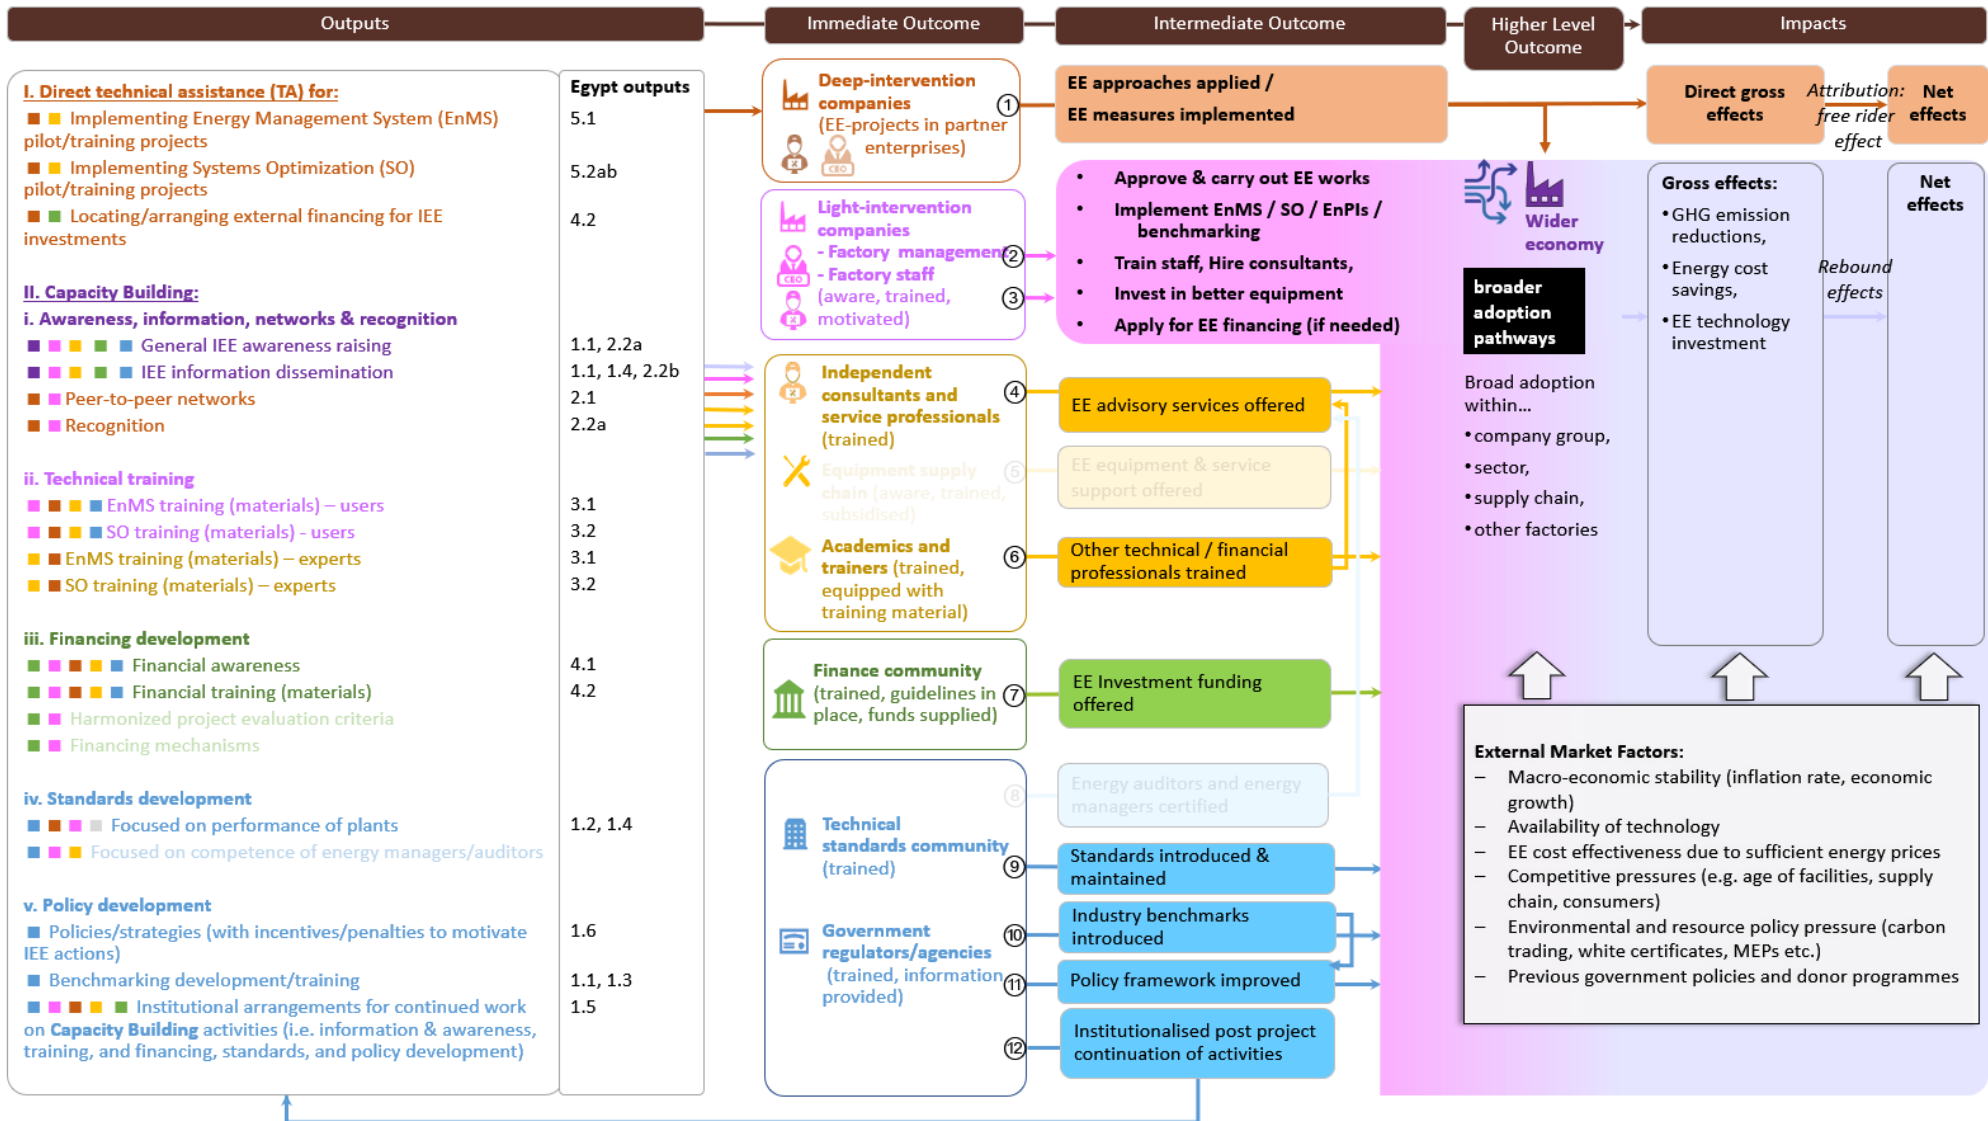 Outputs
Immediate Outcome
Intermediate Outcome
Higher Level
Outcome
Impacts
I. Direct technical assistance (TA) for:
Implementing Energy Management System (EnMS)
pilot/training projects
Implementing Systems Optimization (SO)
pilot/training projects
Locating/arranging external financing for IEE
investments
II. Capacity Building:
i. Awareness, information, networks & recognition
General IEE awareness raising
IEE information dissemination
Peer-to-peer networks
Recognition
ii. Technical training
EnMS training (materials) – users
SO training (materials) - users
EnMS training (materials) – experts
SO training (materials) – experts
iii. Financing development
Financial awareness
Financial training (materials)
Harmonized project evaluation criteria
Financing mechanisms
iv. Standards development
Focused on performance of plants
Focused on competence of energy managers/auditors
v. Policy development
Policies/strategies (with incentives/penalties to motivate
IEE actions)
Benchmarking development/training
Institutional arrangements for continued work
on Capacity Building activities (i.e. information & awareness,
training, and financing, standards, and policy development)
Egypt outputs
5.1
5.2ab
4.2
1.1, 2.2a
1.1, 1.4, 2.2b
2.1
2.2a
3.1
3.2
3.1
3.2
4.1
4.2
1.2, 1.4
1.6
1.1, 1.3
1.5
Deep-intervention
companies
(EE-projects in partner
enterprises)
CEO
1
Light-intervention
companies
- Factory management
- Factory staff
(aware, trained,
motivated)
CEO
2
3
Independent
consultants and
service professionals
(trained)
4
Equipment supply
chain (aware, trained,
subsidised)
5
Academics and
trainers (trained,
equipped with
training material)
6
Finance community
(trained, guidelines in
place, funds supplied)
7
8
Technical
standards community
(trained)
9
Government
regulators/agencies
(trained, information
provided)
10
11
12
EE approaches applied /
EE measures implemented
• Approve & carry out EE works
• Implement EnMS / SO / EnPIs /
benchmarking
• Train staff, Hire consultants,
• Invest in better equipment
• Apply for EE financing (if needed)
EE advisory services offered
EE equipment & service
support offered
Other technical / financial
professionals trained
EE Investment funding
offered
Energy auditors and energy
managers certified
Standards introduced &
maintained
Industry benchmarks
introduced
Policy framework improved
Institutionalised post project
continuation of activities
Wider
economy
broader
adoption
pathways
Broad adoption
within...
•company group,
•sector,
•supply chain,
•other factories
Direct gross
effects
Attribution:
free rider
effect
Net
effects
Gross effects:
•GHG emission
reductions,
•Energy cost
savings,
•EE technology
investment
Rebound
effects
Net
effects
External Market Factors:
– Macro-economic stability (inflation rate, economic
growth)
– Availability of technology
– EE cost effectiveness due to sufficient energy prices
– Competitive pressures (e.g. age of facilities, supply
chain, consumers)
– Environmental and resource policy pressure (carbon
trading, white certificates, MEPs etc.)
– Previous government policies and donor programmes